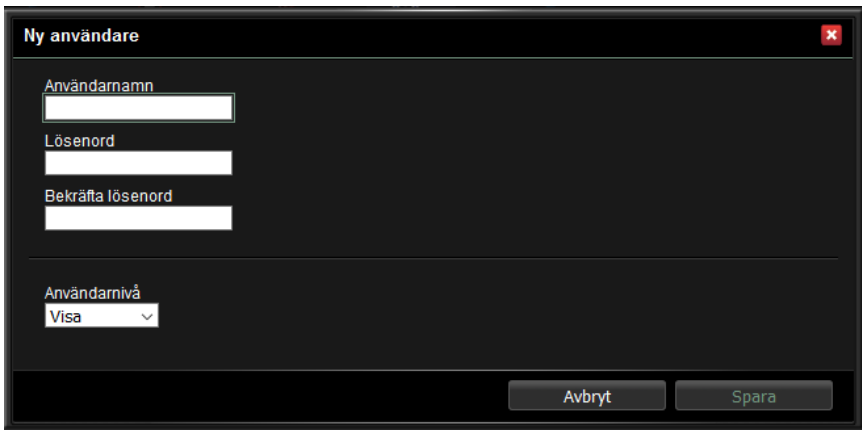 Ny användare
Användarnamn
Lösenord
Bekräfta lösenord
Användarnivå
Visa
Avbryt
Spara